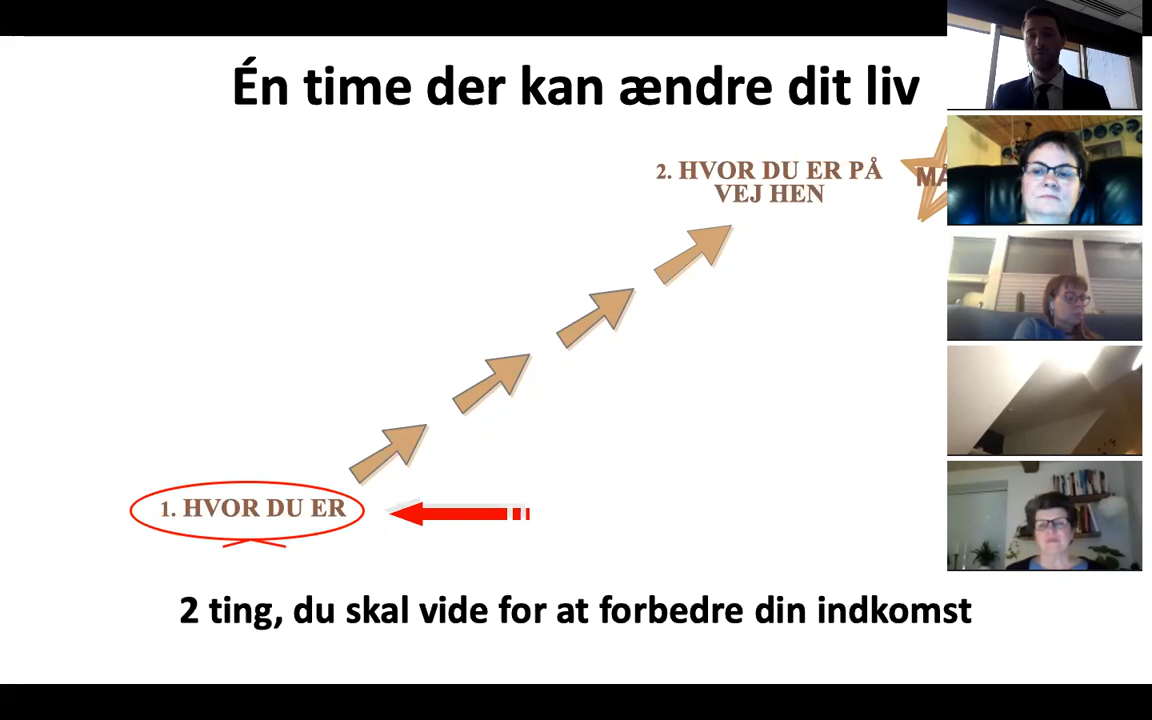 Én time der kan ændre dit liv
2. HVOR DU ER PÅ
VEJ HEN
1. HVOR DU ER
2 ting, du skal vide for at forbedre din indkomst